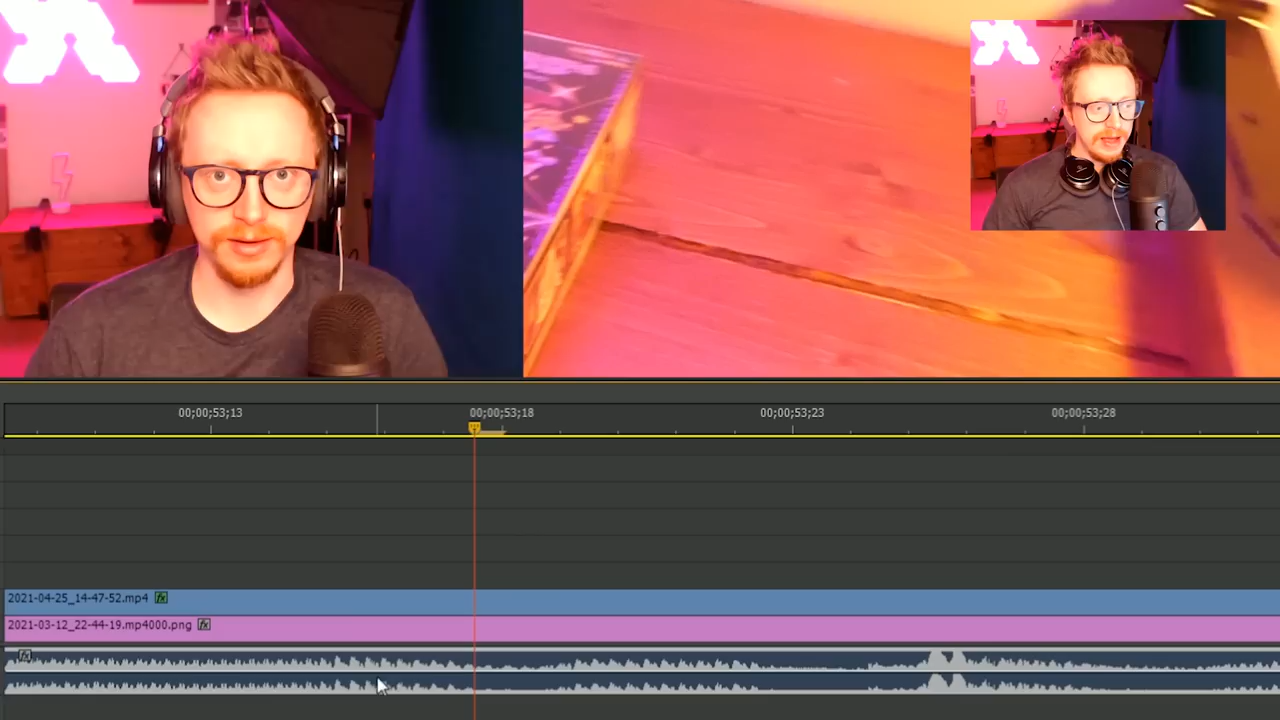 00;00;53;13
00;00;53;18
00;00;53;23
00;00;53;28
2021-04-25_14-47-52.mp4 fx
2021-03-12_22-44-19.mp4000.png fx
fx